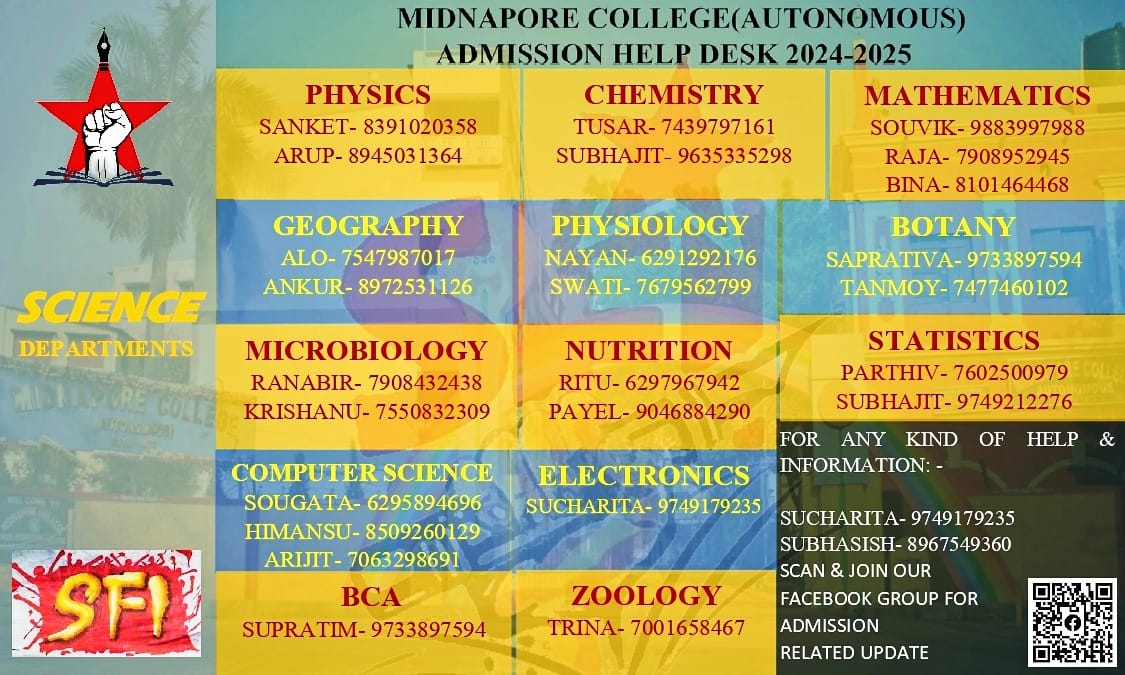 MIDNAPORE COLLEGE(AUTONOMOUS)
ADMISSION HELP DESK 2024-2025
SCIENCE
DEPARTMENTS
PHYSICS
SANKET- 8391020358
ARUP- 8945031364
CHEMISTRY
TUSAR- 7439797161
SUBHAJIT- 9635335298
MATHEMATICS
SOUVIK- 9883997988
RAJA- 7908952945
BINA- 8101464468
GEOGRAPHY
ALO- 7547987017
ANKUR- 8972531126
PHYSIOLOGY
NAYAN- 6291292176
SWATI- 7679562799
BOTANY
SAPRATIVA- 9733897594
TANMOY- 7477460102
MICROBIOLOGY
RANABIR- 7908432438
KRISHANU- 7550832309
NUTRITION
RITU- 6297967942
PAYEL- 9046884290
STATISTICS
PARTHIV- 7602500979
SUBHAJIT- 9749212276
COMPUTER SCIENCE
SOUGATA- 6295894696
HIMANSU- 8509260129
ARIJIT- 7063298691
ELECTRONICS
SUCHARITA- 9749179235
BCA
SUPRATIM- 9733897594
ZOOLOGY
TRINA- 7001658467
FOR ANY KIND OF HELP &
INFORMATION: -
SUCHARITA- 9749179235
SUBHASISH- 8967549360
SCAN & JOIN OUR
FACEBOOK GROUP FOR
ADMISSION
RELATED UPDATE
SFI
MIDNAPORE COLLEGE
(AUTONOMOUS)